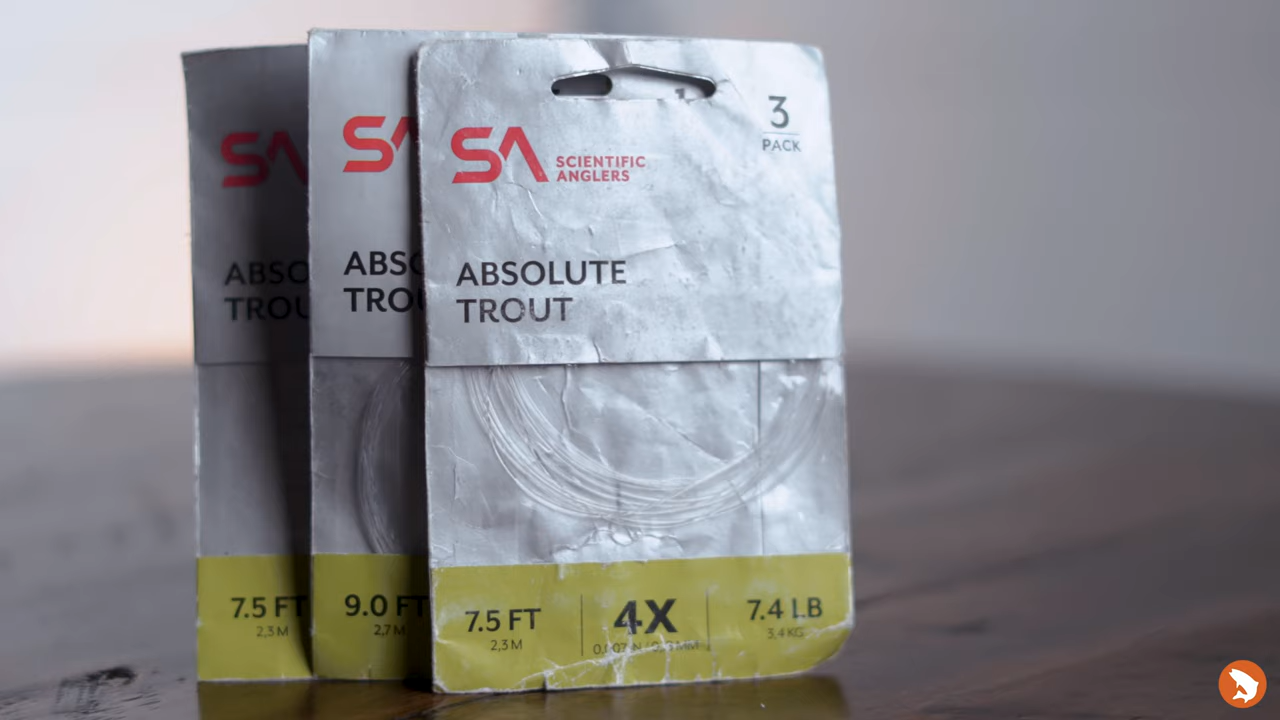 SA
ABSO
TROU
7.5 FT
2,3 M
SA
ABSO
TROU
9.0 FT
2,7 M
3
PACK
SA SCIENTIFIC
ANGLERS
ABSOLUTE
TROUT
7.5 FT 4X 7.4 LB
2,3 M 3,4 KG